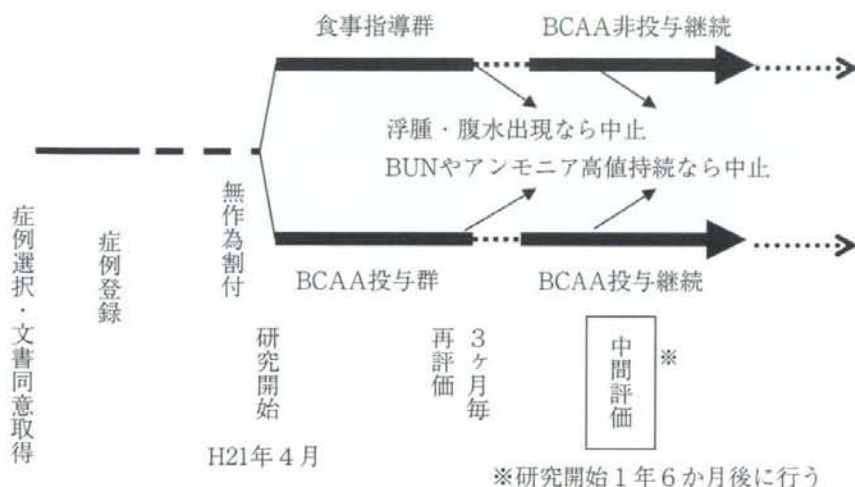 食事指導群
BCAA非投与継続
浮腫・腹水出現なら中止
BUNやアンモニア高値持続なら中止
BCAA投与群
BCAA投与継続
症例選択・文書同意取得
症例登録
無作為割付
研究開始
H21年4月
3ヶ月毎
再評価
中間評価
※
※研究開始1年6か月後に行う